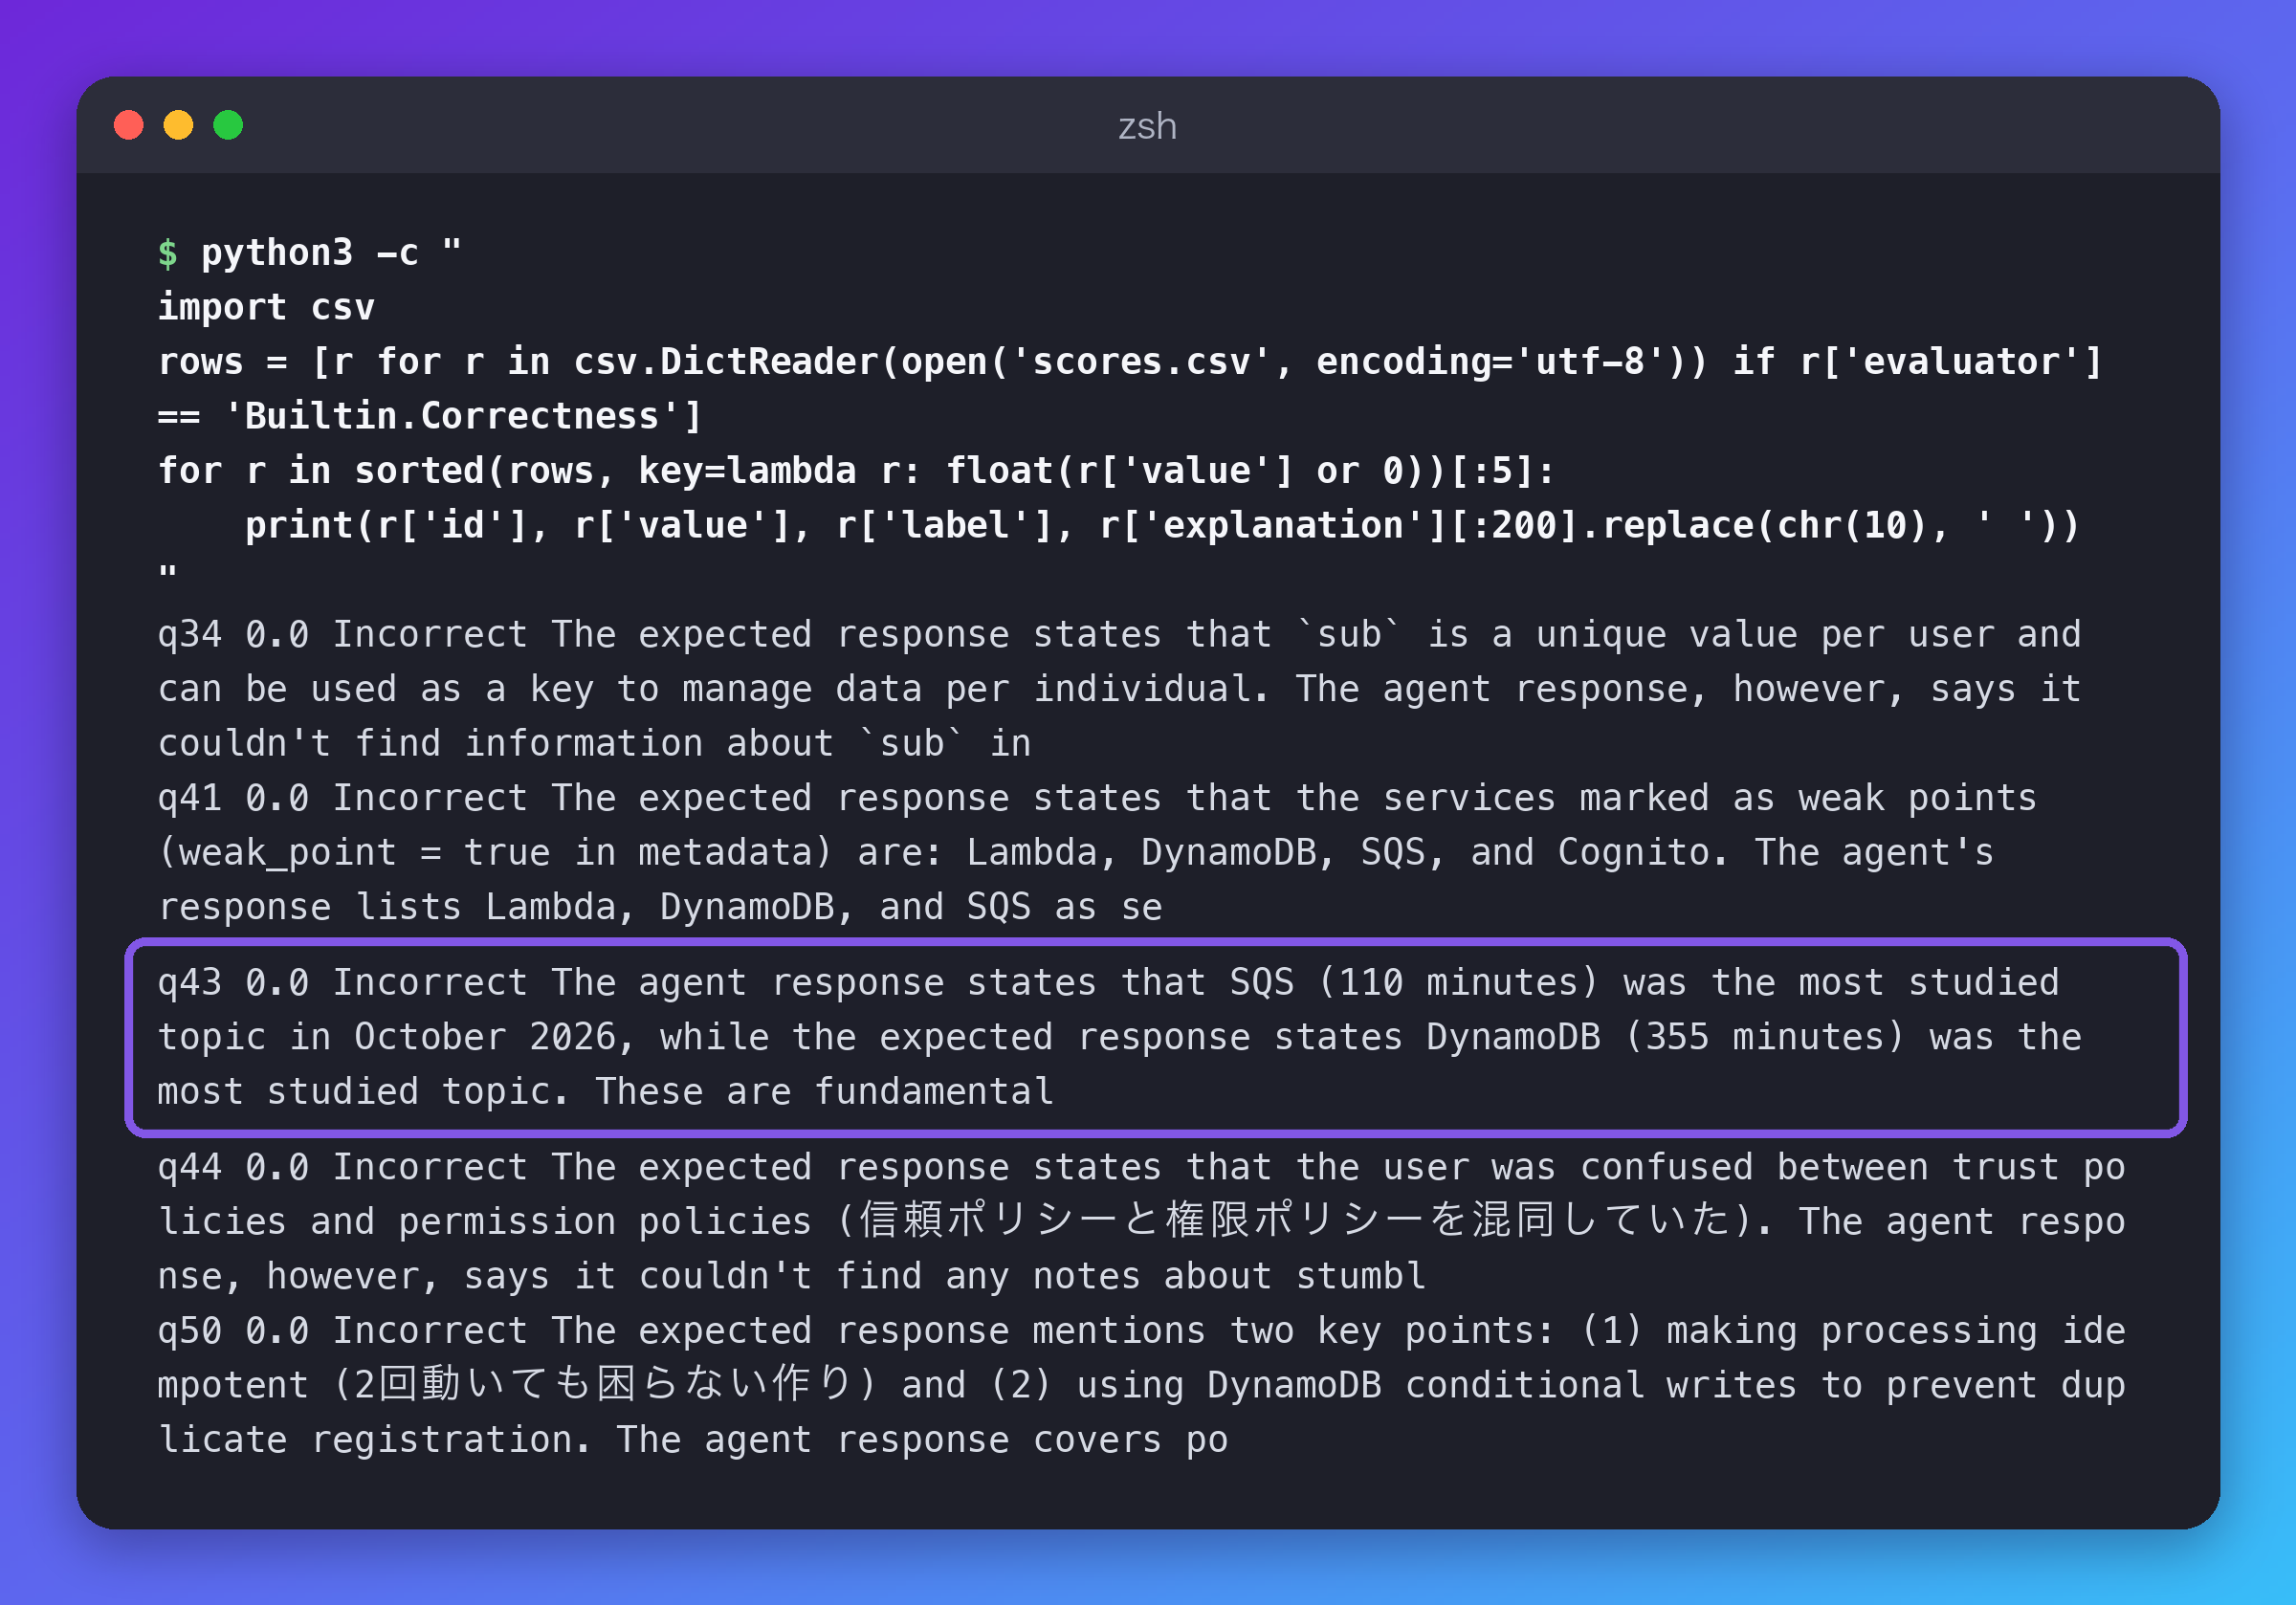 zsh
$ python3 -c "
import csv
rows = [r for r in csv.DictReader(open('scores.csv', encoding='utf-8')) if r['evaluator']
== 'Builtin.Correctness']
for r in sorted(rows, key=lambda r: float(r['value'] or 0))[:5]:
    print(r['id'], r['value'], r['label'], r['explanation'][:200].replace(chr(10), ' '))
"
q34 0.0 Incorrect The expected response states that `sub` is a unique value per user and
can be used as a key to manage data per individual. The agent response, however, says it
couldn't find information about `sub` in
q41 0.0 Incorrect The expected response states that the services marked as weak points
(weak_point = true in metadata) are: Lambda, DynamoDB, SQS, and Cognito. The agent's
response lists Lambda, DynamoDB, and SQS as se
q43 0.0 Incorrect The agent response states that SQS (110 minutes) was the most studied
topic in October 2026, while the expected response states DynamoDB (355 minutes) was the
most studied topic. These are fundamental
q44 0.0 Incorrect The expected response states that the user was confused between trust po
licies and permission policies (信頼ポリシーと権限ポリシーを混同していた). The agent respo
nse, however, says it couldn't find any notes about stumbl
q50 0.0 Incorrect The expected response mentions two key points: (1) making processing ide
mpotent (2回動いても困らない作り) and (2) using DynamoDB conditional writes to prevent dup
licate registration. The agent response covers po